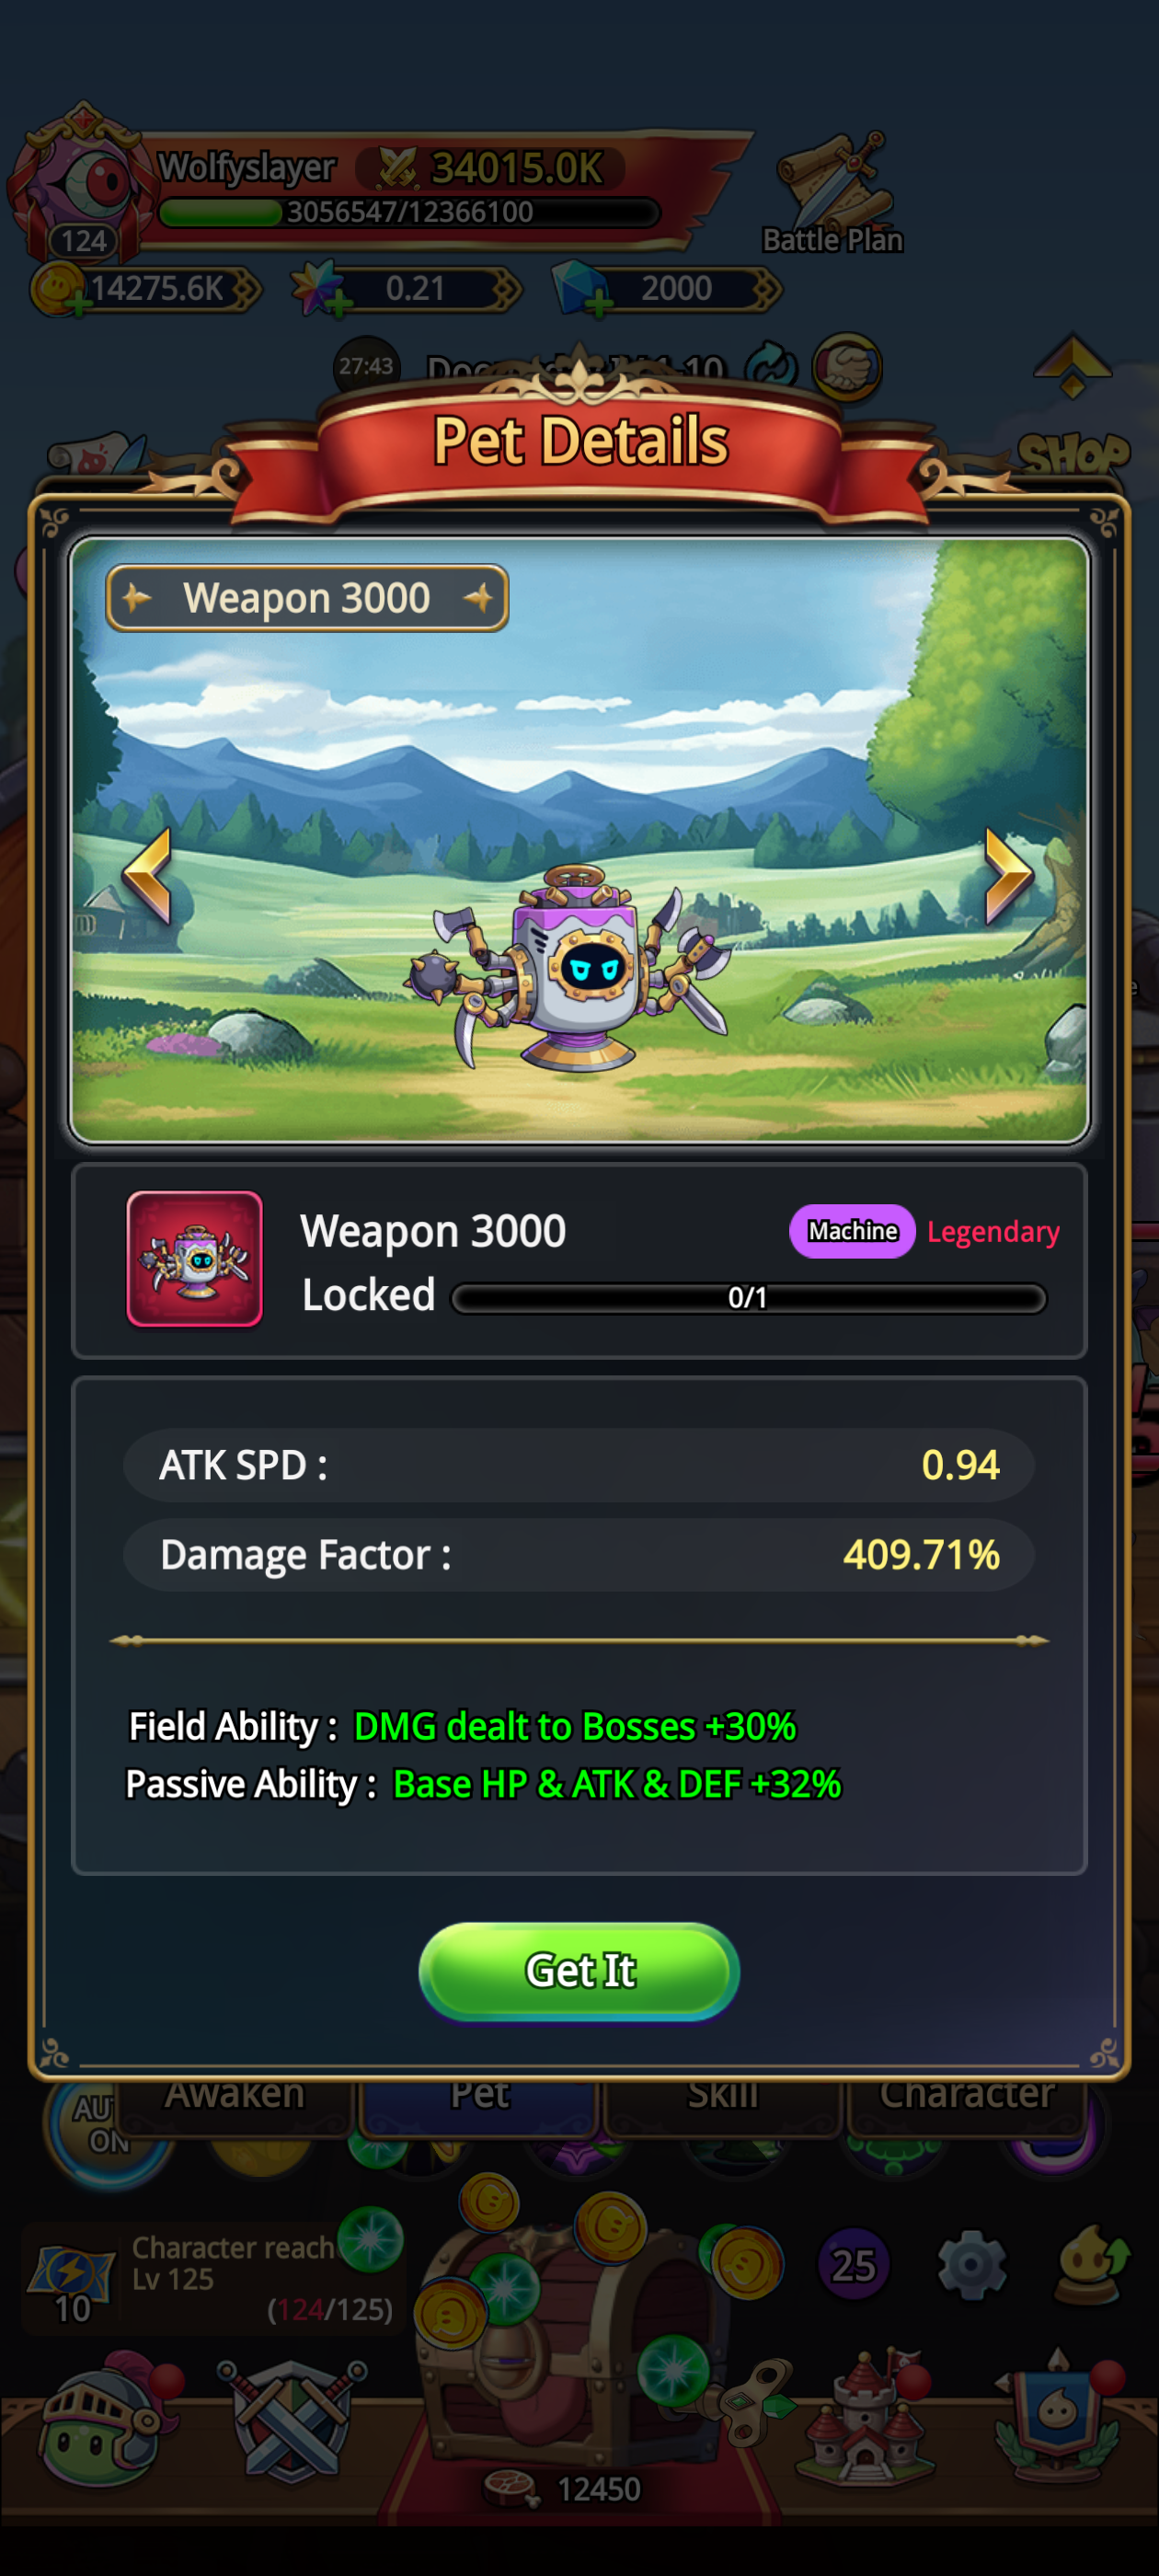 Wolfyslayer
34015.0K
3056547/12366100
124
Battle Plan
14275.6K
0.21
2000
27:43
Pet Details
SHOP
Weapon 3000
Weapon 3000
Machine
Legendary
Locked
0/1
ATK SPD :
0.94
Damage Factor :
409.71%
Field Ability : DMG dealt to Bosses +30%
Passive Ability : Base HP & ATK & DEF +32%
Get It
Awaken
Pet
Skill
Character
ON
Character reach
Lv 125
10
(124/125)
25
12450